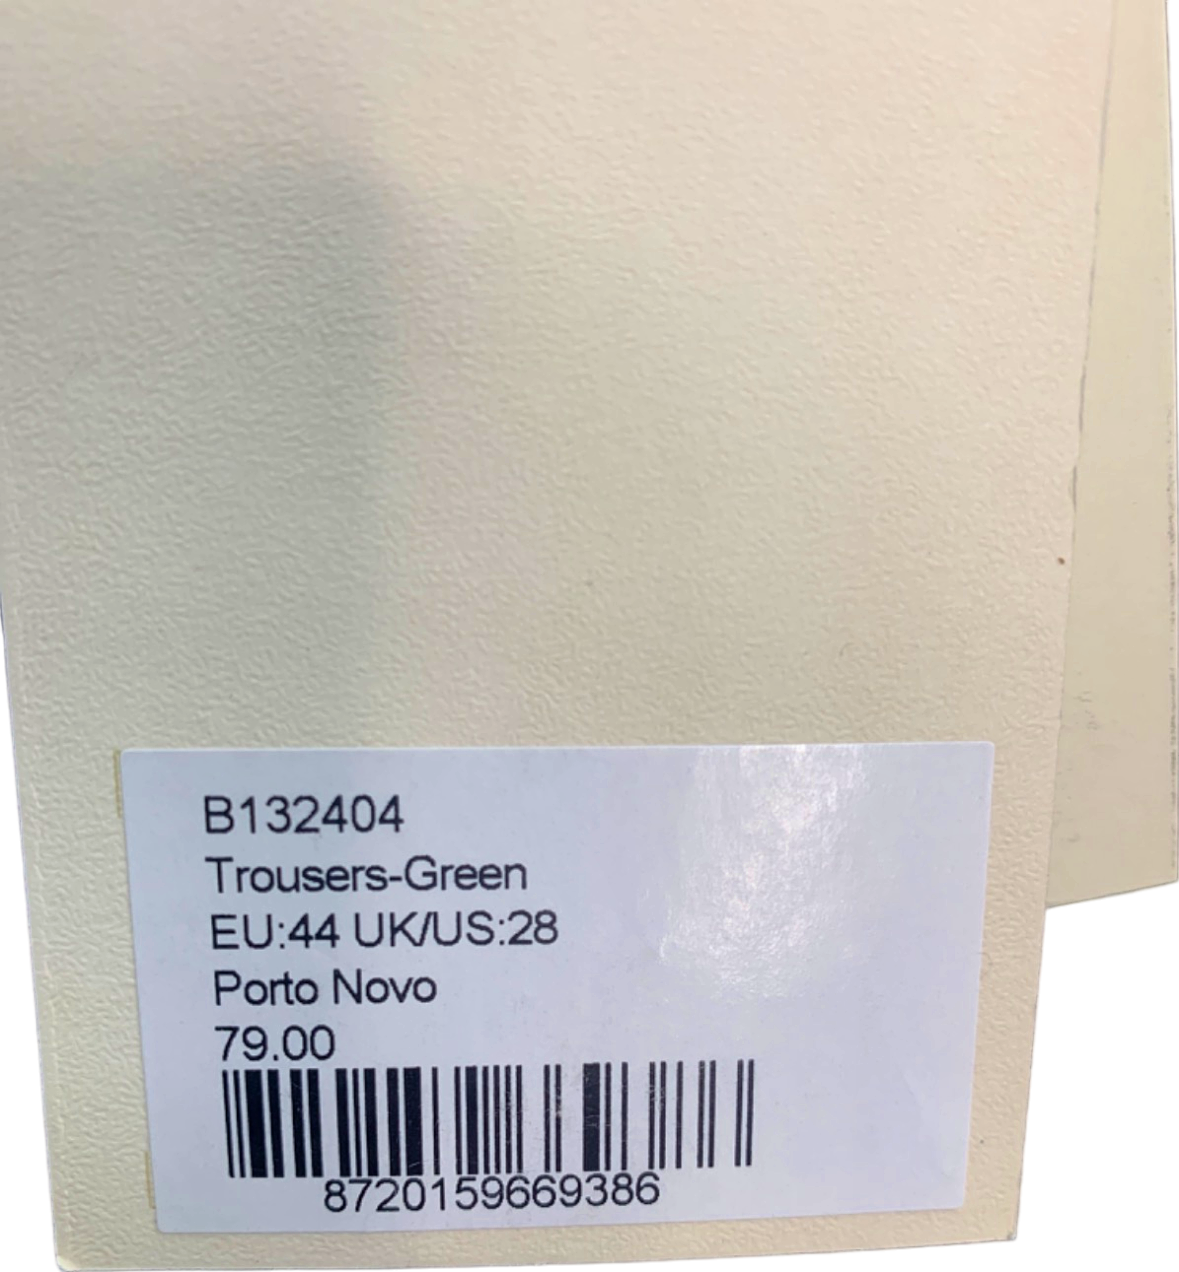 B132404
Trousers-Green
EU:44 UK/US:28
Porto Novo
79.00
8720159669386